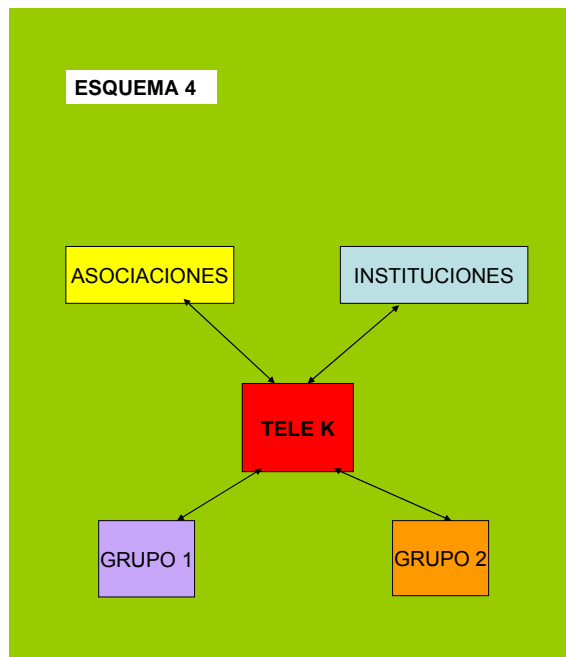 ESQUEMA 4
ASOCIACIONES
INSTITUCIONES
TELE K
GRUPO 1
GRUPO 2